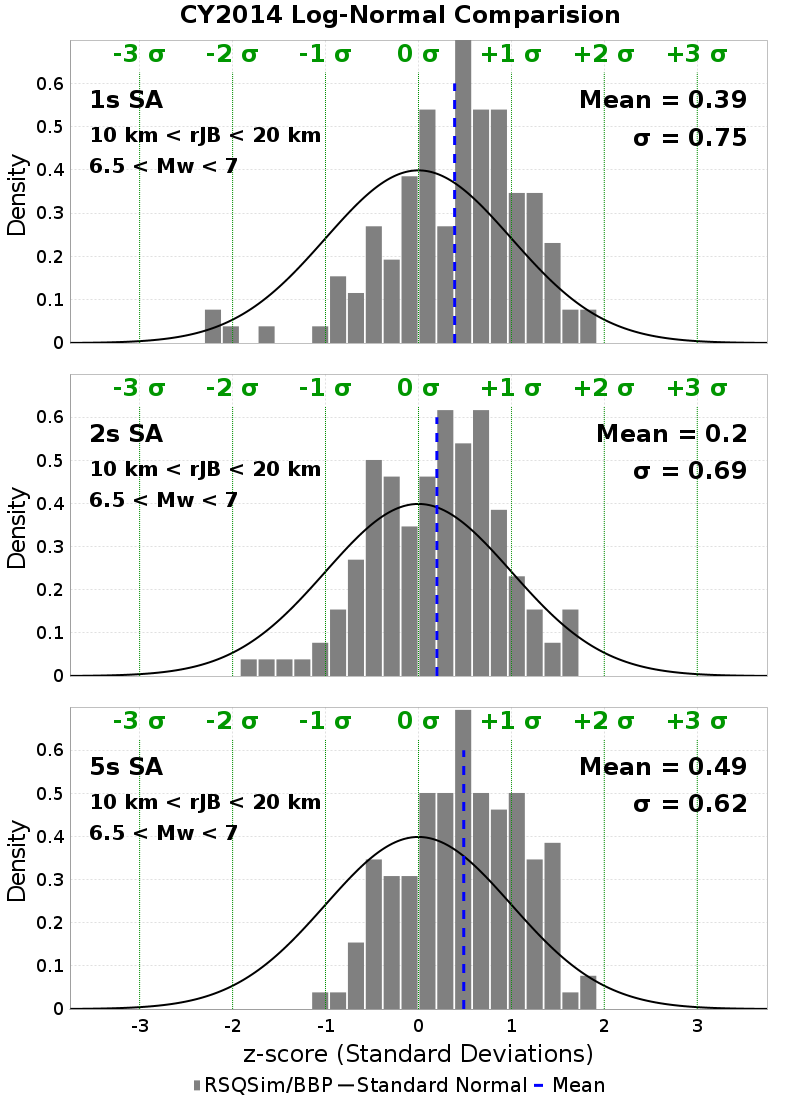 CY2014 Log-Normal Comparision
-3 σ -2 σ -1 σ 0 σ +1 σ +2 σ +3 σ
1s SA
10 km < rJB < 20 km
6.5 < Mw < 7
Mean = 0.39
σ = 0.75
Density
0.6
0.5
0.4
0.3
0.2
0.1
0
-3 σ -2 σ -1 σ 0 σ +1 σ +2 σ +3 σ
2s SA
10 km < rJB < 20 km
6.5 < Mw < 7
Mean = 0.2
σ = 0.69
Density
0.6
0.5
0.4
0.3
0.2
0.1
0
-3 σ -2 σ -1 σ 0 σ +1 σ +2 σ +3 σ
5s SA
10 km < rJB < 20 km
6.5 < Mw < 7
Mean = 0.49
σ = 0.62
Density
0.6
0.5
0.4
0.3
0.2
0.1
0
-3 -2 -1 0 1 2 3
z-score (Standard Deviations)
RSQSim/BBP Standard Normal Mean